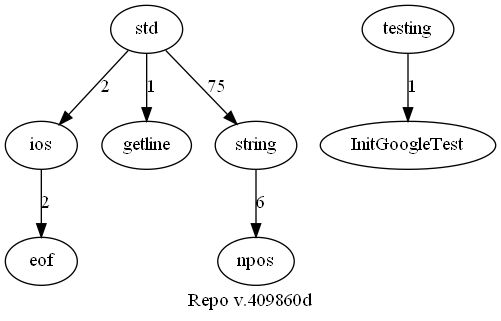 std
testing
2
1
75
1
ios
getline
string
InitGoogleTest
2
6
eof
npos
Repo v.409860d